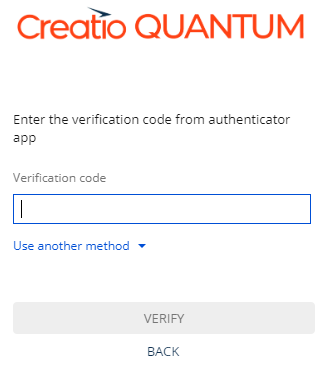 Creatio QUANTUM
Enter the verification code from authenticator
app
Verification code
Use another method
VERIFY
BACK